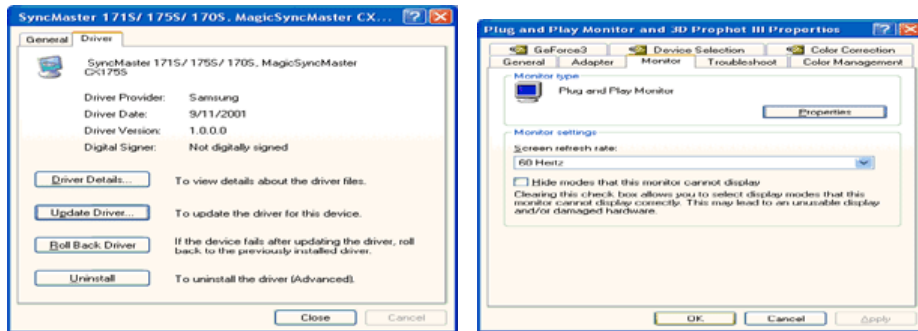 SyncMaster 171S/ 175S/ 170S, MagicSyncMaster CX...
General
Driver
SyncMaster 171S/ 175S/ 170S, MagicSyncMaster
CX175S
Driver Provider: Samsung
Driver Date: 9/11/2001
Driver Version: 1.0.0.0
Digital Signer: Not digitally signed
Driver Details...
To view details about the driver files.
Update Driver...
To update the driver for this device.
Roll Back Driver
If the device fails after updating the driver, roll
back to the previously installed driver.
Uninstall
To uninstall the driver (Advanced).
Close
Cancel
Plug and Play Monitor and 3D Prophet III Properties
GeForce3
Device Selection
Color Correction
General
Adapter
Monitor
Troubleshoot
Color Management
Monitor type
Plug and Play Monitor
Properties
Monitor settings
Screen refresh rate:
60 Hertz
Hide modes that this monitor cannot display
Clearing this check box allows you to select display modes that this
monitor cannot display correctly. This may lead to an unusable display
and/or damaged hardware.
OK
Cancel
Apply